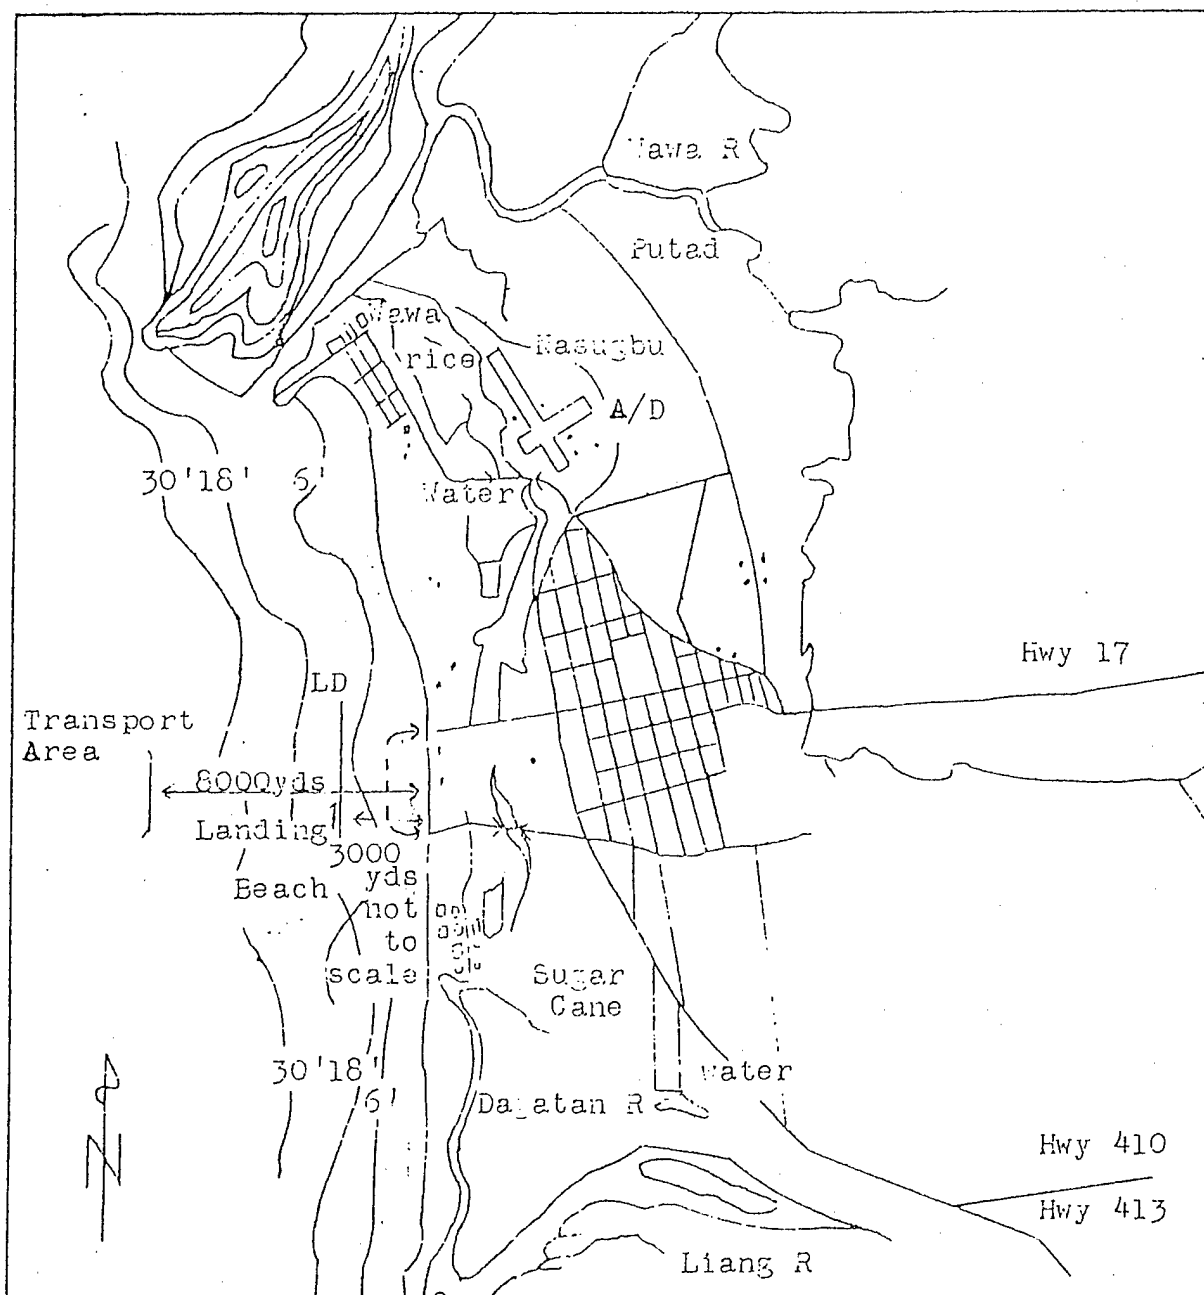 Wawa R
Putad
Wawa
rice
Nasugbu
A/D
30'18' 6'
Water
Hwy 17
LD
Transport
Area
8000yds
Landing
3000
Beach yds
not
to
scale
Sugar
Cane
30'18'
6'
water
Dagatan R
Hwy 410
Hwy 413
Liang R
N